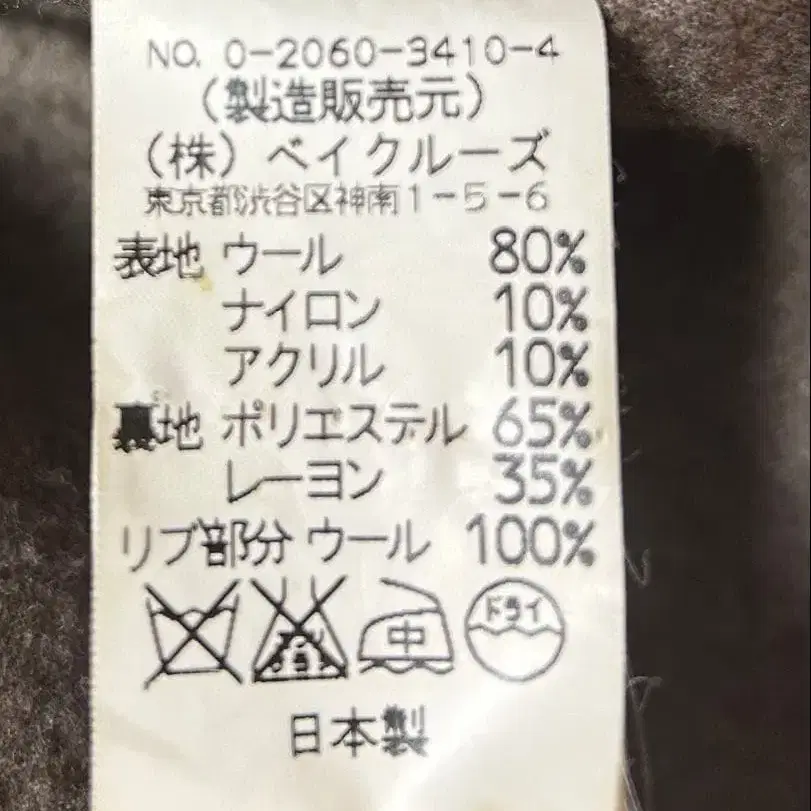 NO. 0-2060-3410-4
(製造販売元)
(株) ベイクルーズ
東京都渋谷区神南1-5-6
表地 ウール 80%
ナイロン 10%
アクリル 10%
裏地 ポリエステル 65%
レーヨン 35%
リブ部分 ウール 100%
中 ドライ
日本製